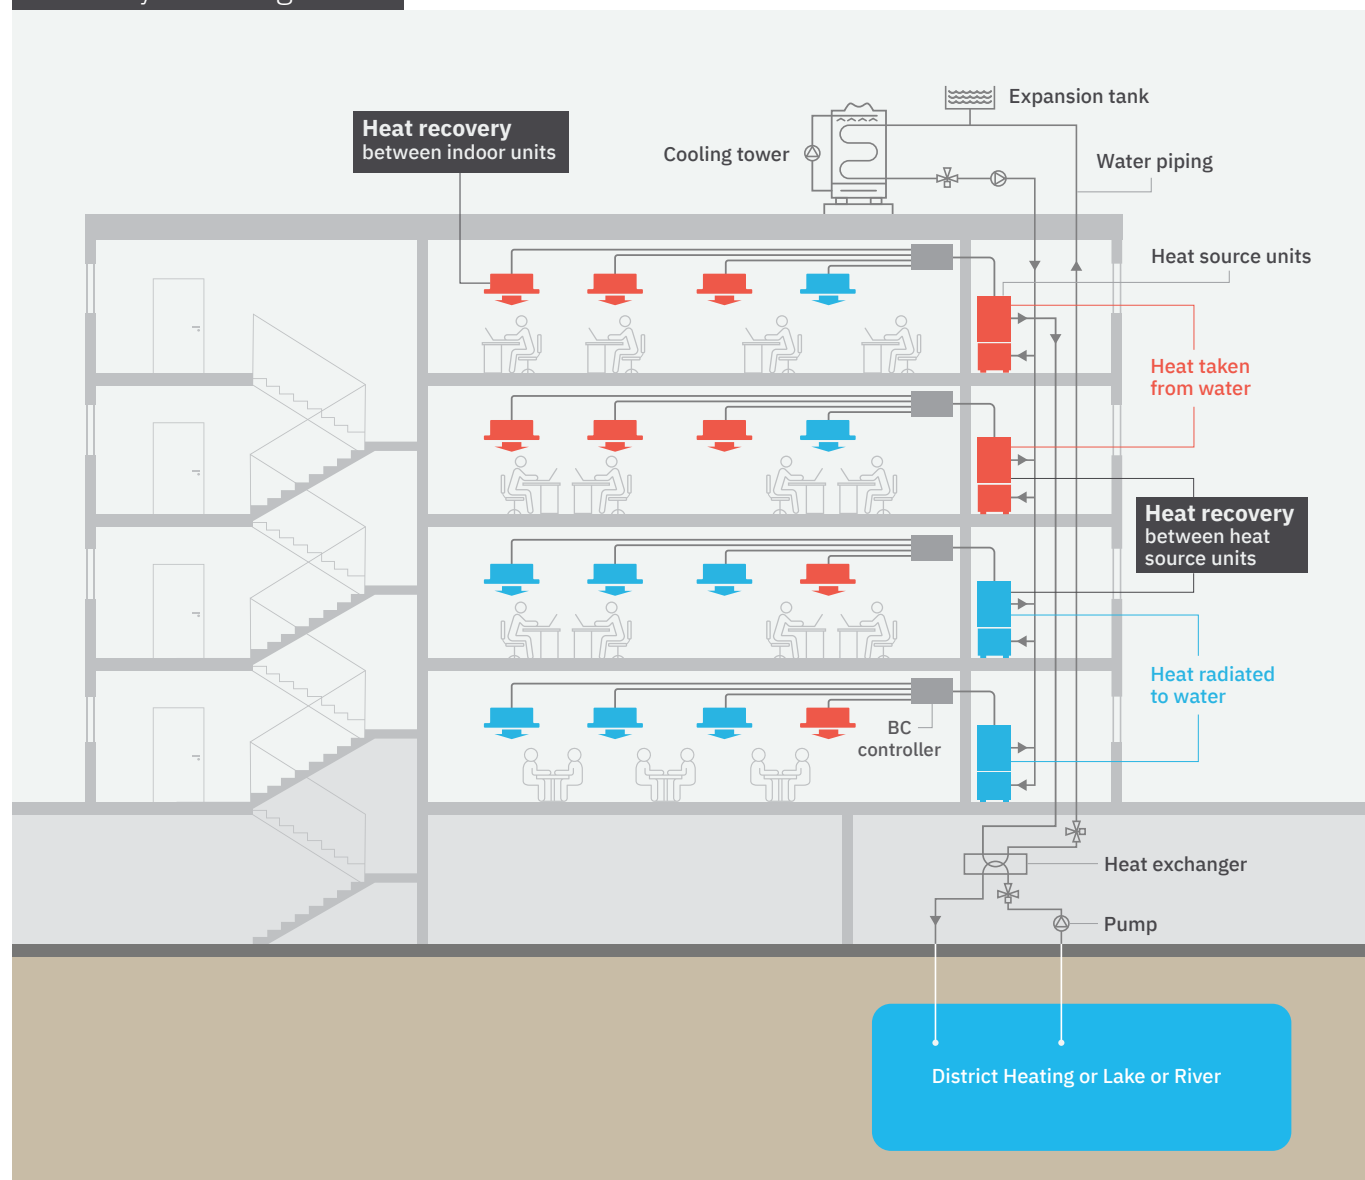 Expansion tank
Heat recovery
between indoor units
Cooling tower
Water piping
Heat source units
Heat taken
from water
Heat recovery
between heat
source units
Heat radiated
to water
BC
controller
Heat exchanger
Pump
District Heating or Lake or River